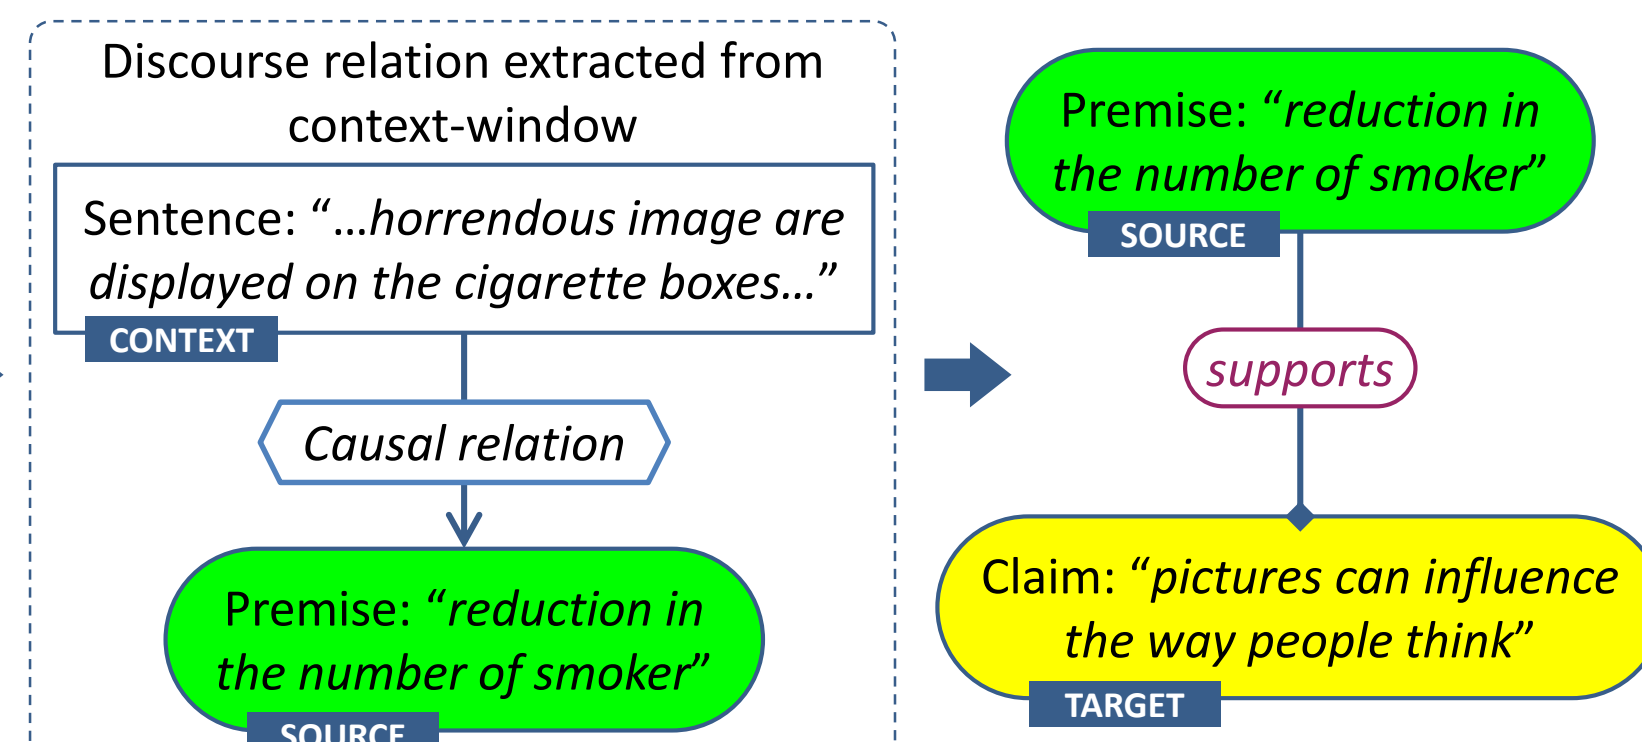 Discourse relation extracted from
context-window
Sentence: “…horrendous image are
displayed on the cigarette boxes…”
CONTEXT
Causal relation
Premise: “reduction in
the number of smoker”
SOURCE
Premise: “reduction in
the number of smoker”
SOURCE
supports
Claim: “pictures can influence
the way people think”
TARGET